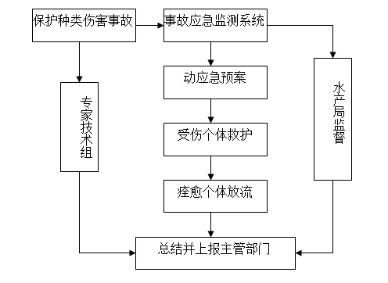 保护种类伤害事故
事故应急监测系统
动应急预案
专家技术组
水产局监督
受伤个体救护
痊愈个体放流
总结并上报主管部门